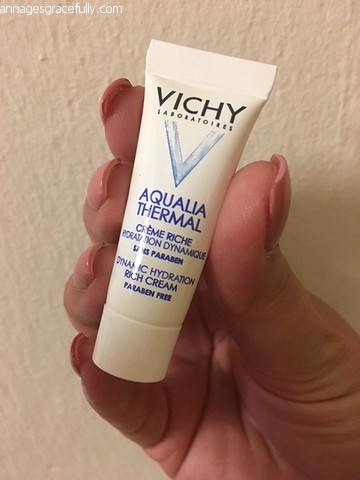 annagesgracefully.com
VICHY
LABORATOIRES
AQUALIA
THERMAL
CRÈME RICHE
HYDRATATION DYNAMIQUE
SANS PARABEN
DYNAMIC HYDRATION
RICH CREAM
PARABEN FREE